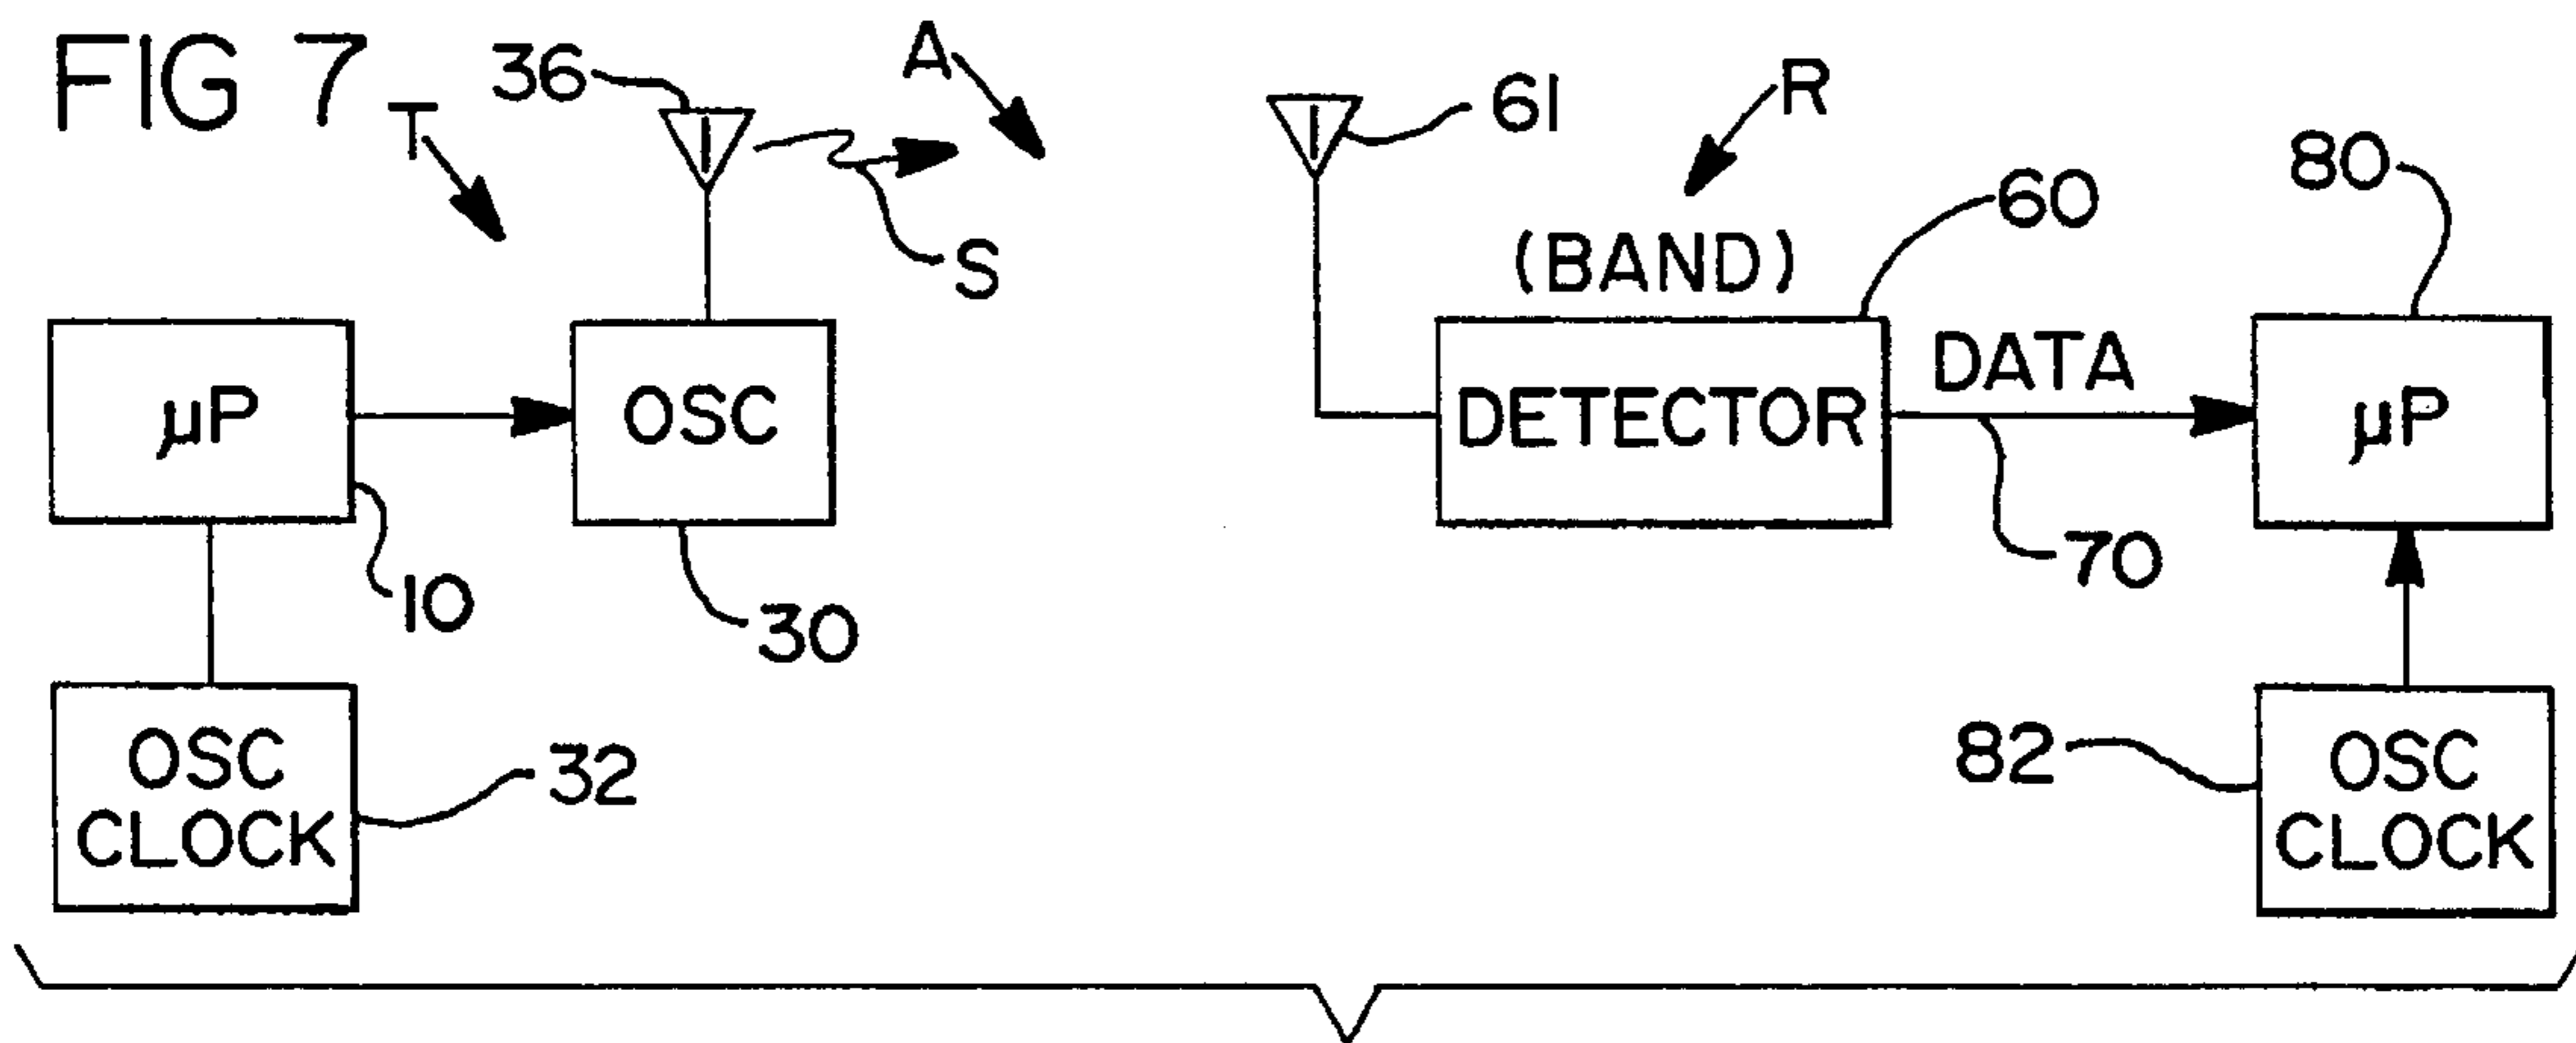 FIG 7
T
36
A
S
61
R
(BAND)
60
80
µP
OSC
DETECTOR
DATA
µP
10
30
70
OSC
CLOCK
32
82
OSC
CLOCK